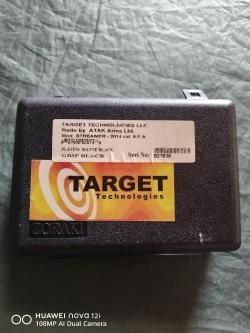 TARGET TECHNOLOGIES LLC.
Made by ATAK Arms Ltd.
Mod. STREAMER - 2014 cal. 9 P.A.
PLATED: MATTE BLACK
GRIP BLACK
Seri No:
TARGET
Technologies
ZORAKI
HUAWEI nova 12i
108MP AI Dual Camera